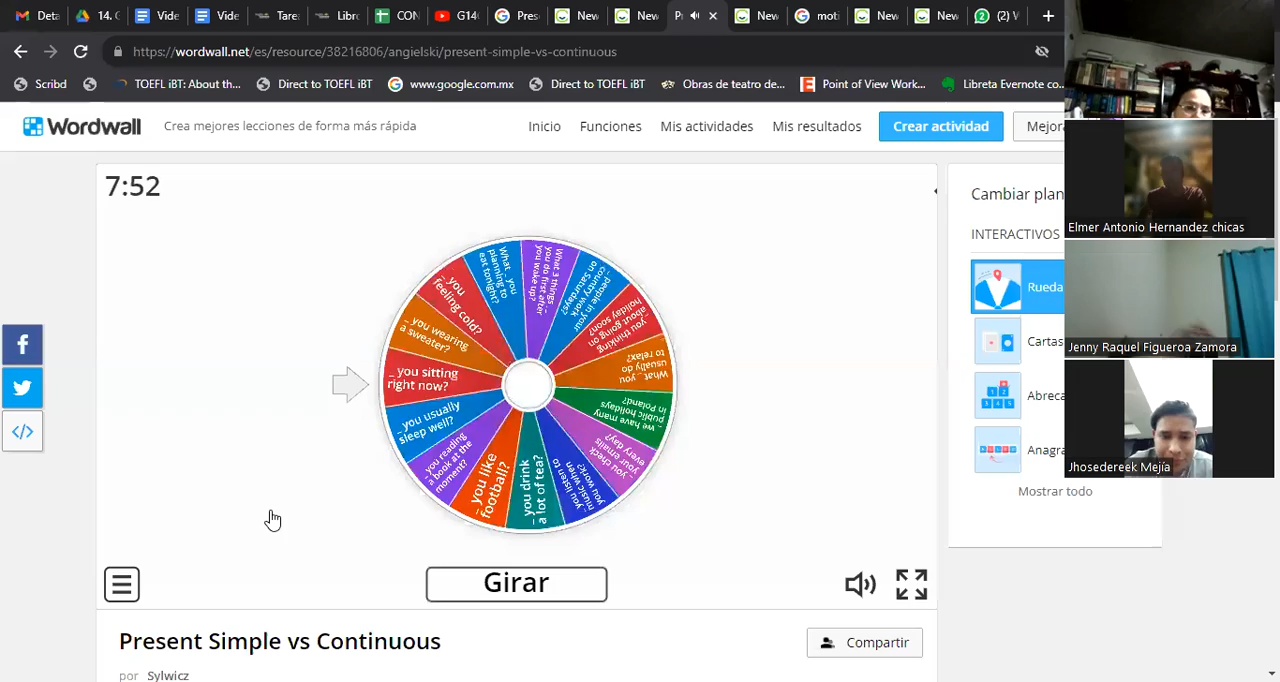 Deta
14. G
Vide
Vide
Tarea
Libro
CON
G14
Pres
New
New
P
New
moti
New
New
(2) W
https://wordwall.net/es/resource/38216806/angielski/present-simple-vs-continuous
Scribd
TOEFL iBT: About th...
Direct to TOEFL iBT
www.google.com.mx
Direct to TOEFL iBT
Obras de teatro de...
Point of View Work...
Libreta Evernote co...
Wordwall
Crea mejores lecciones de forma más rápida
Inicio
Funciones
Mis actividades
Mis resultados
Crear actividad
Mejora
7:52
_ you sitting
right now?
_ you wearing
a sweater?
_ you
feeling cold?
What _ you
planning to
eat tonight?
What 3 things _
you do first after
you wake up?
_ people in your
country work
on Saturdays?
_ you thinking
about going on
holiday soon?
What _ you
usually do
to relax?
_ we have many
public holidays
in Poland?
_ you check
your emails
every day?
_ you listen to
music when
you work?
_ you drink
a lot of tea?
_ you like
football?
_ you reading
a book at the
moment?
_ you usually
sleep well?
Girar
Present Simple vs Continuous
por Sylwicz
Compartir
Cambiar plan
INTERACTIVOS
Rueda
Cartas
Abrec
Anagra
Mostrar todo
Elmer Antonio Hernandez chicas
Jenny Raquel Figueroa Zamora
Jhosedereek Mejía